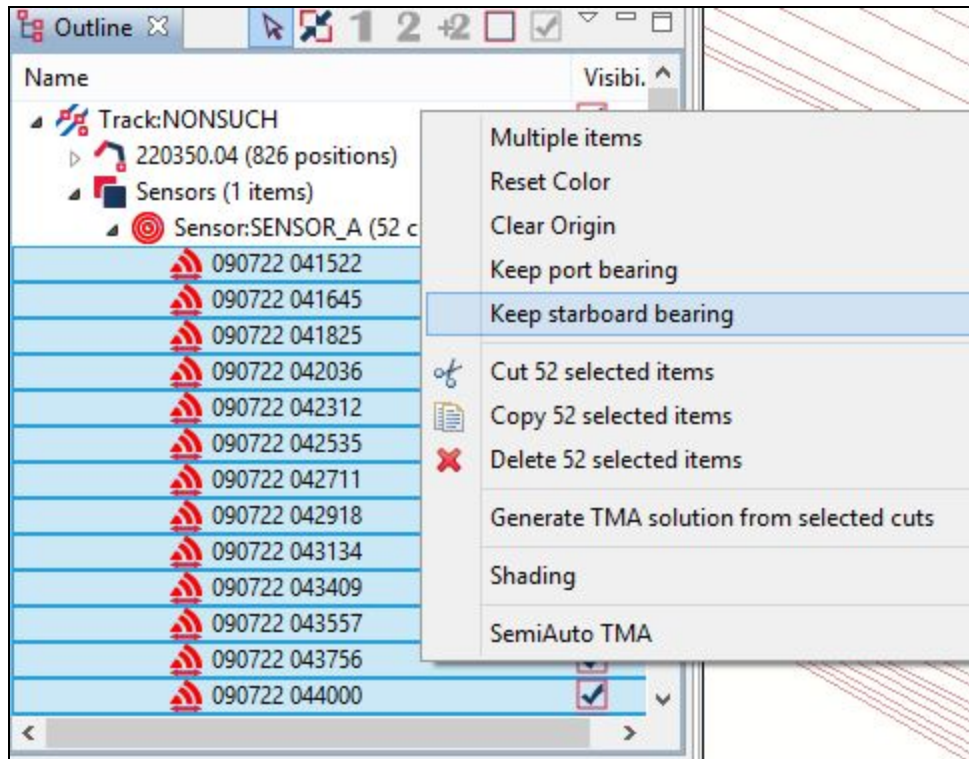 Outline
1 2 +2
Name Visibi.
Track:NONSUCH
220350.04 (826 positions)
Sensors (1 items)
Sensor:SENSOR_A (52 c
090722 041522
090722 041645
090722 041825
090722 042036
090722 042312
090722 042535
090722 042711
090722 042918
090722 043134
090722 043409
090722 043557
090722 043756
090722 044000
Multiple items
Reset Color
Clear Origin
Keep port bearing
Keep starboard bearing
Cut 52 selected items
Copy 52 selected items
Delete 52 selected items
Generate TMA solution from selected cuts
Shading
SemiAuto TMA